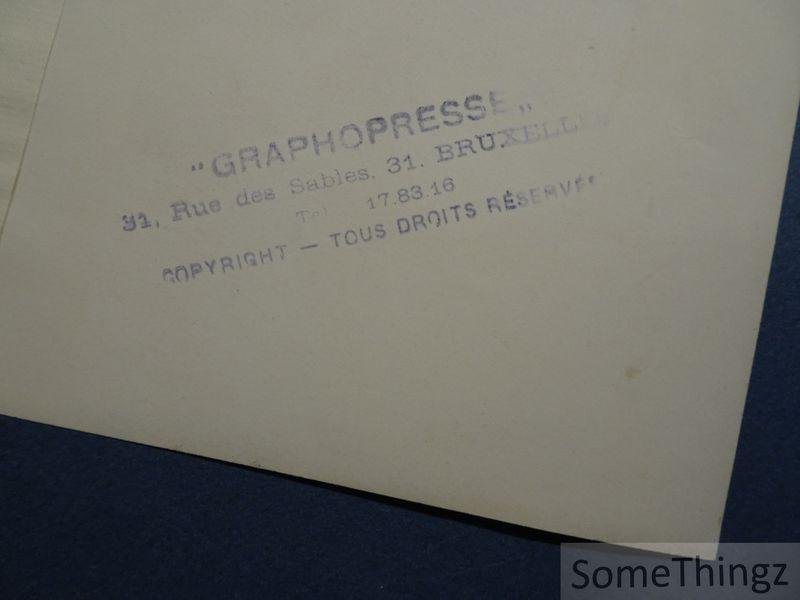 "GRAPHOPRESSE"
31, Rue des Sables, 31. BRUXELLES
Tel 17.83.16
COPYRIGHT — TOUS DROITS RÉSERVÉS
SomeThingz